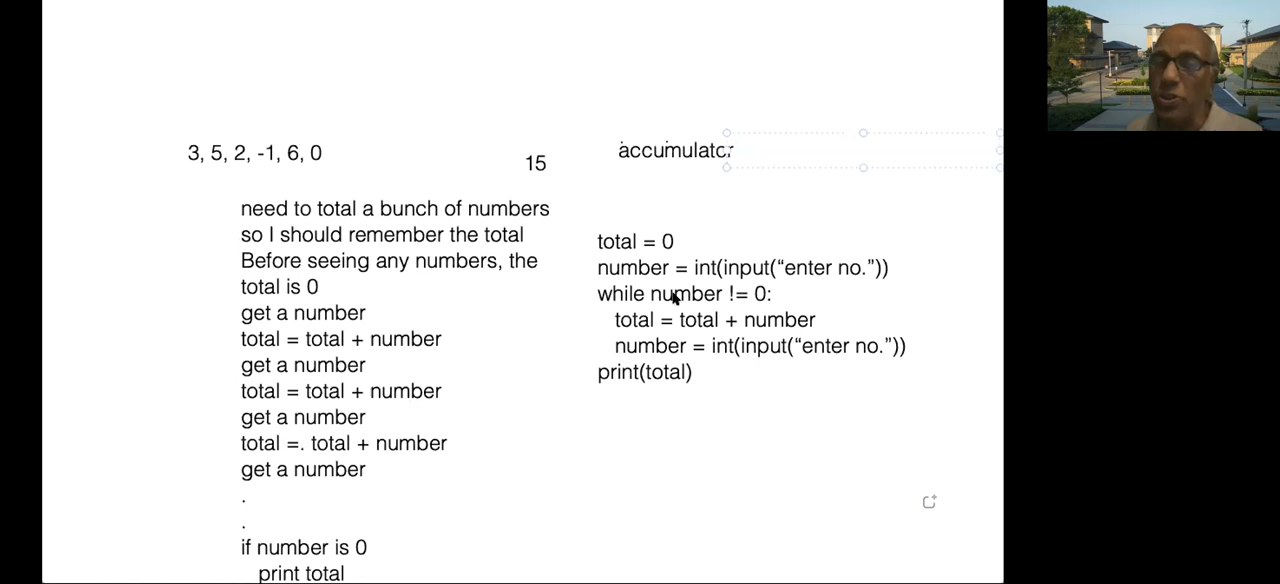 3, 5, 2, -1, 6, 0
15
accumulator
need to total a bunch of numbers
so I should remember the total
Before seeing any numbers, the
total is 0
get a number
total = total + number
get a number
total = total + number
get a number
total =. total + number
get a number
.
.
if number is 0
print total
total = 0
number = int(input(“enter no.”))
while number != 0:
total = total + number
number = int(input(“enter no.”))
print(total)